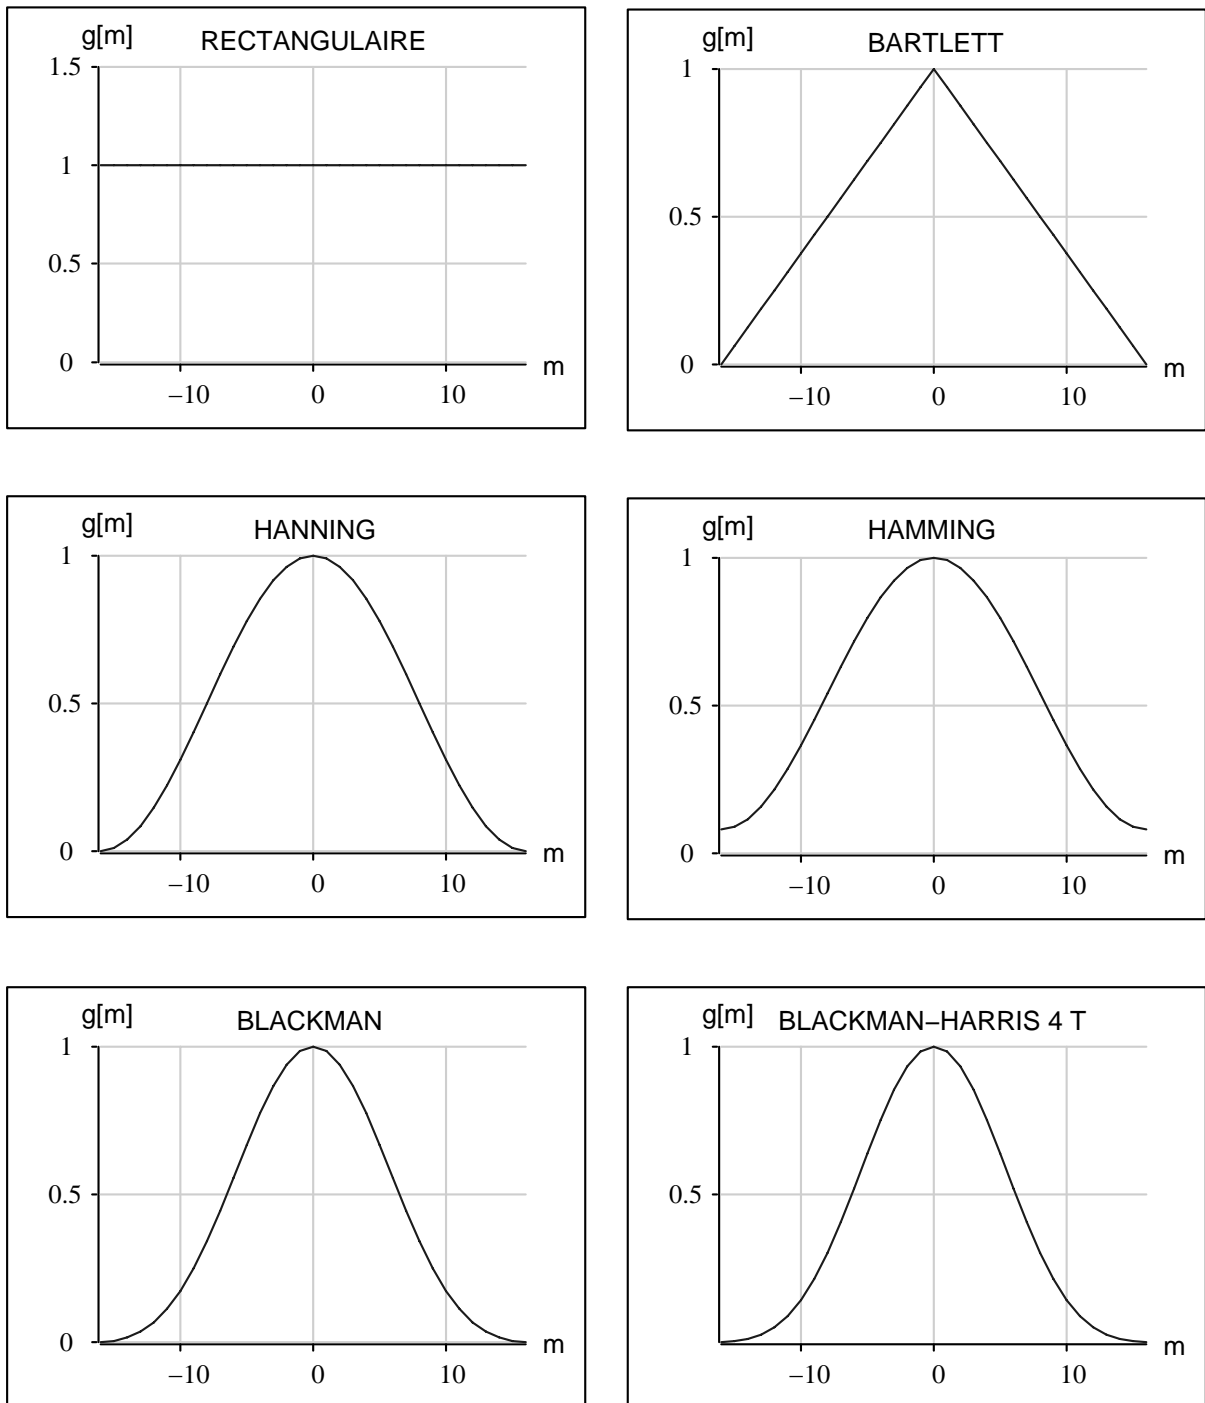 g[m] RECTANGULAIRE
1.5
1
0.5
0
−10 0 10 m
g[m] BARTLETT
1
0.5
0
−10 0 10 m
g[m] HANNING
1
0.5
0
−10 0 10 m
g[m] HAMMING
1
0.5
0
−10 0 10 m
g[m] BLACKMAN
1
0.5
0
−10 0 10 m
g[m] BLACKMAN−HARRIS 4 T
1
0.5
−10 0 10 m